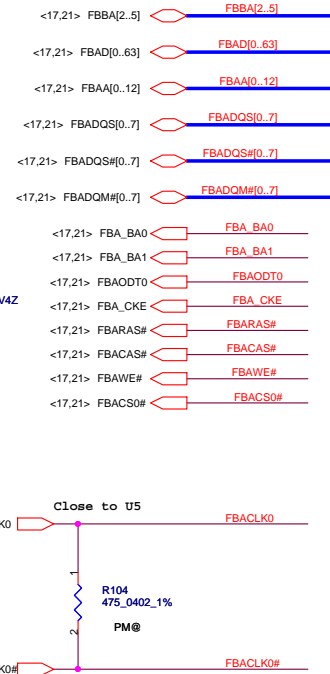 <17,21> FBBA[2..5] FBBA[2..5]
<17,21> FBAD[0..63] FBAD[0..63]
<17,21> FBAA[0..12] FBAA[0..12]
<17,21> FBADQS[0..7] FBADQS[0..7]
<17,21> FBADQS#[0..7] FBADQS#[0..7]
<17,21> FBADQM#[0..7] FBADQM#[0..7]
<17,21> FBA_BA0 FBA_BA0
<17,21> FBA_BA1 FBA_BA1
<17,21> FBAODT0 FBAODT0
V4Z
<17,21> FBA_CKE FBA_CKE
<17,21> FBARAS# FBARAS#
<17,21> FBACAS# FBACAS#
<17,21> FBAWE# FBAWE#
<17,21> FBACS0# FBACS0#
Close to U5
K0 FBACLK0
1
R104
475_0402_1%
PM@
2
K0# FBACLK0#